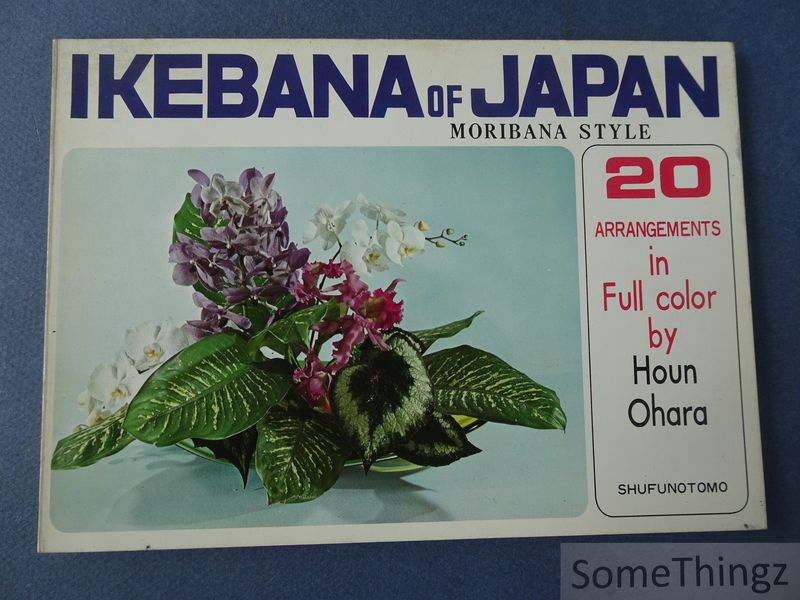 IKEBANA OF JAPAN
MORIBANA STYLE
20
ARRANGEMENTS
in
Full color
by
Houn
Ohara
SHUFUNOTOMO
SomeThingz